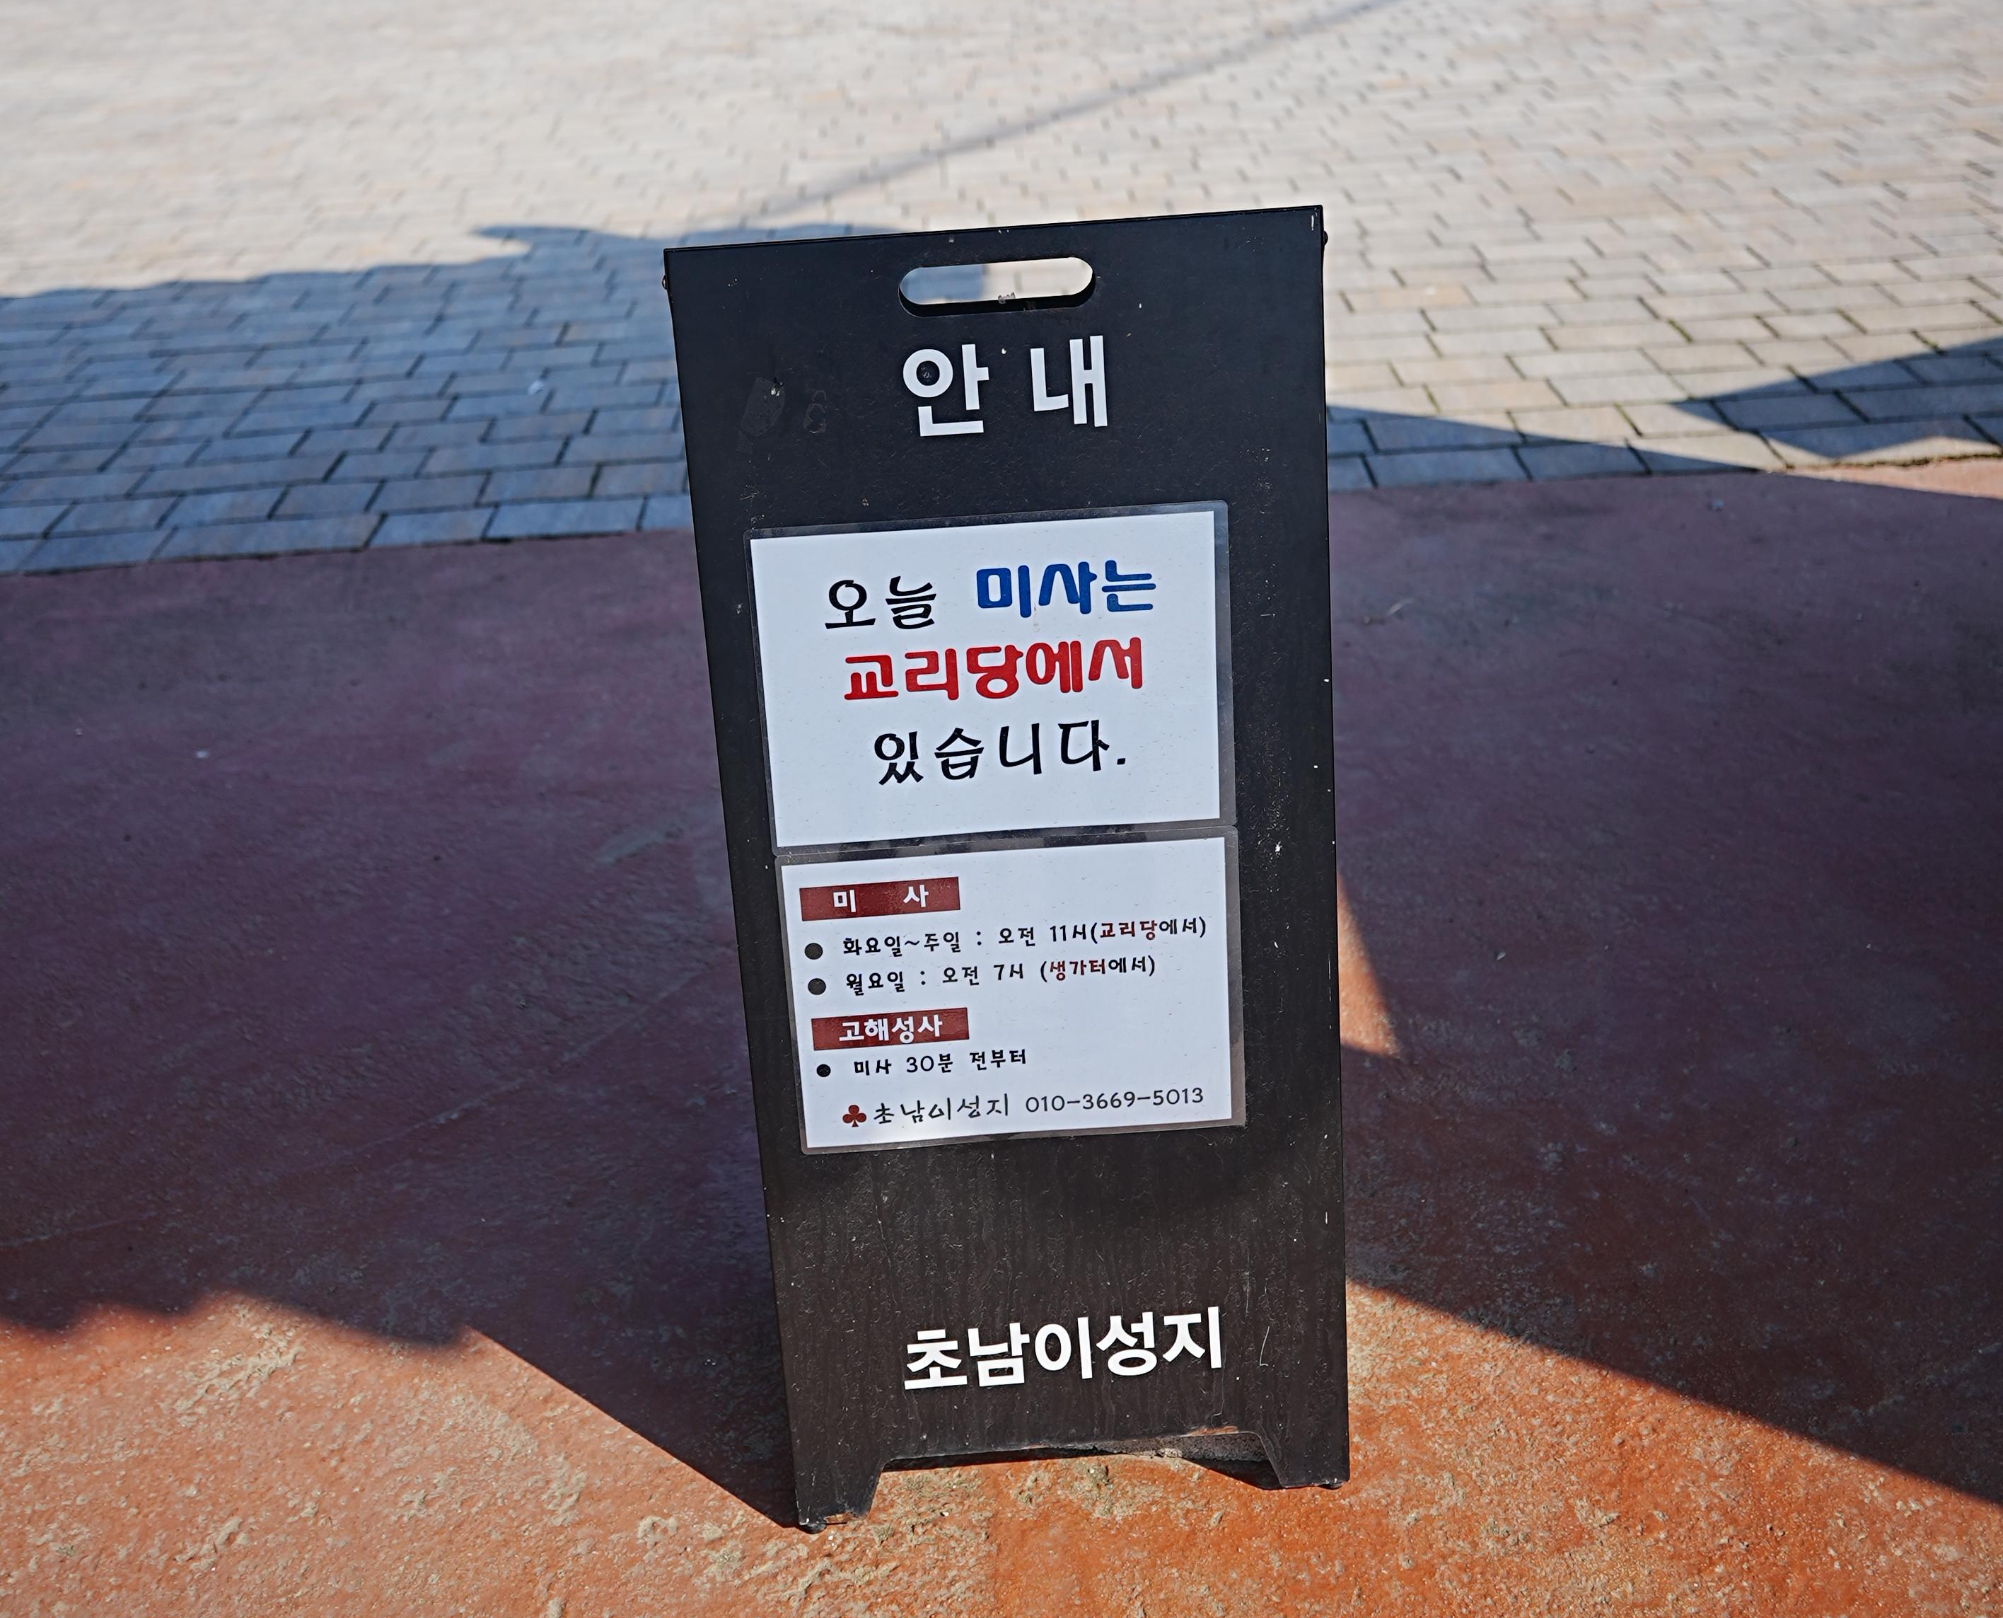 안 내
오늘 미사는
교리당에서
있습니다.
미 사
● 화요일~주일 : 오전 11시(교리당에서)
● 월요일 : 오전 7시 (생가터에서)
고해성사
● 미사 30분 전부터
♣초남이성지 010-3669-5013
초남이성지